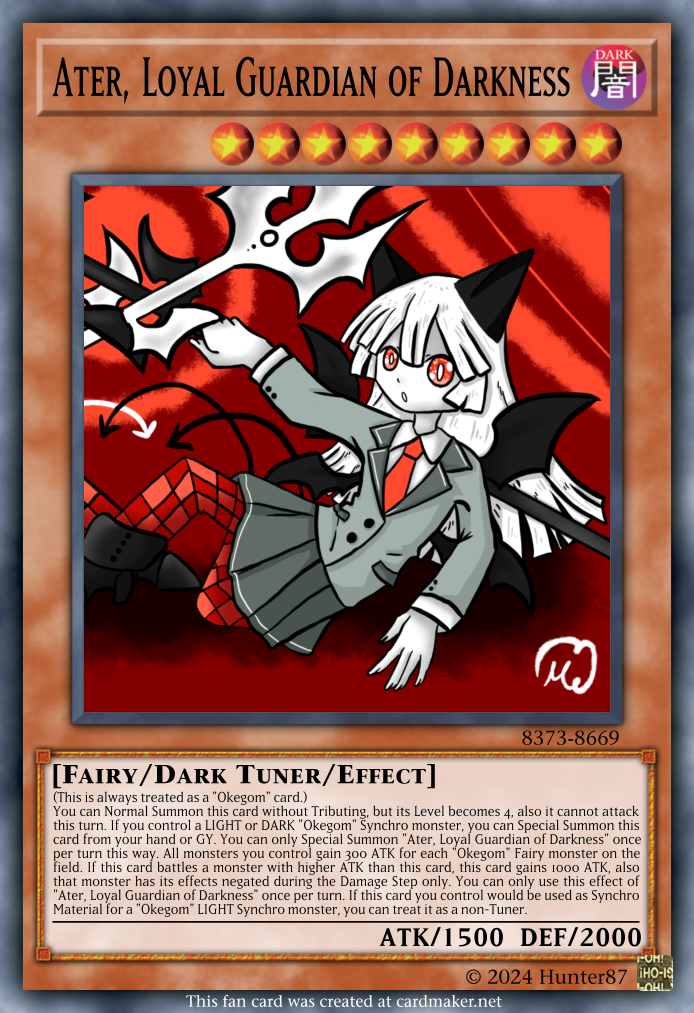 Ater, Loyal Guardian of Darkness
DARK
闇
8373-8669
[Fairy/Dark Tuner/Effect]
(This is always treated as a "Okegom" card.)
You can Normal Summon this card without Tributing, but its Level becomes 4, also it cannot attack
this turn. If you control a LIGHT or DARK "Okegom" Synchro monster, you can Special Summon this
card from your hand or GY. You can only Special Summon "Ater, Loyal Guardian of Darkness" once
per turn this way. All monsters you control gain 300 ATK for each "Okegom" Fairy monster on the
field. If this card battles a monster with higher ATK than this card, this card gains 1000 ATK, also
that monster has its effects negated during the Damage Step only. You can only use this effect of
"Ater, Loyal Guardian of Darkness" once per turn. If this card you control would be used as Synchro
Material for a "Okegom" LIGHT Synchro monster, you can treat it as a non-Tuner.
ATK/1500 DEF/2000
© 2024 Hunter87
This fan card was created at cardmaker.net